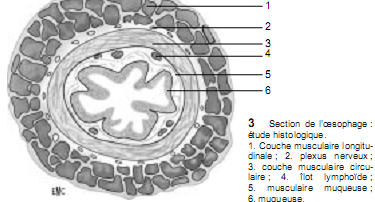 1
2
3
4
5
6
3 Section de l'œsophage :
étude histologique.
1. Couche musculaire longitu-
dinale ; 2. plexus nerveux ;
3. couche musculaire circu-
laire ; 4. îlot lymphoïde ;
5. musculaire muqueuse ;
6. muqueuse.
EMC